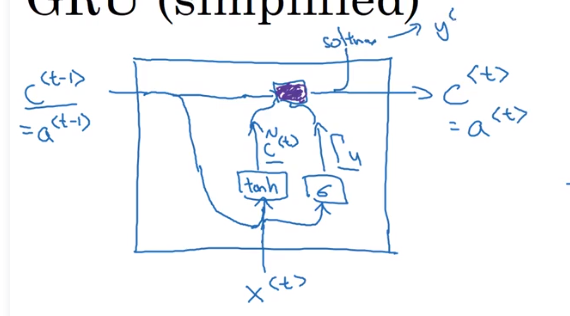 GRU (simplified)
softmax → y^
c<t-1>
= a<t-1>
c<t>
= a<t>
c̃<t>
Γu
tanh
σ
x<t>